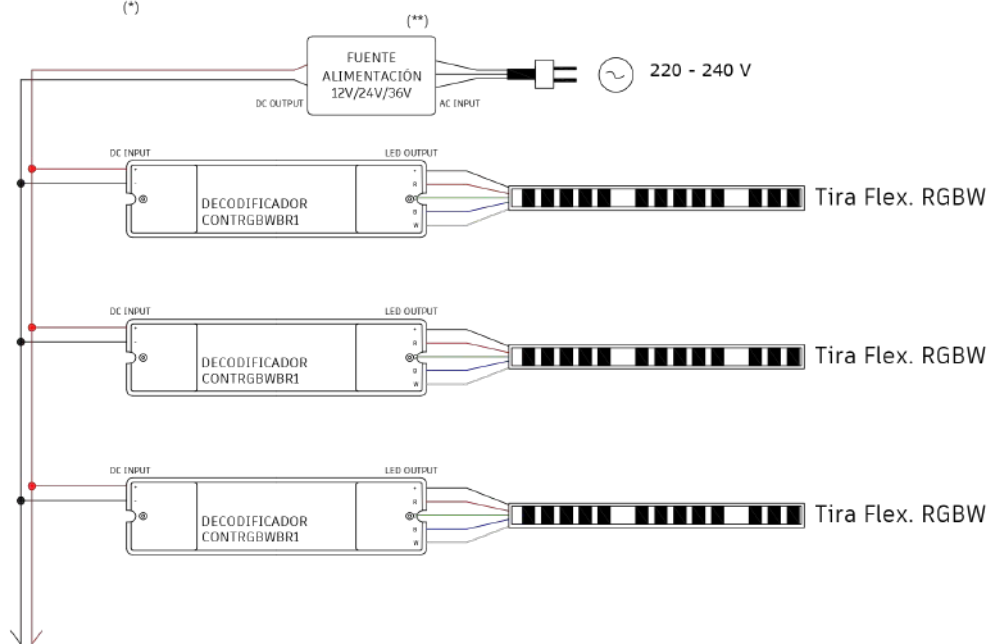 (*)
(**)
FUENTE
ALIMENTACIÓN
12V/24V/36V
DC OUTPUT
AC INPUT
220 - 240 V
DC INPUT
LED OUTPUT
+
-
+
R
B
W
DECODIFICADOR
CONTRGBWBR1
Tira Flex. RGBW
DC INPUT
LED OUTPUT
+
-
+
R
W
DECODIFICADOR
CONTRGBWBR1
Tira Flex. RGBW
DC INPUT
LED OUTPUT
+
-
+
R
B
W
DECODIFICADOR
CONTRGBWBR1
Tira Flex. RGBW